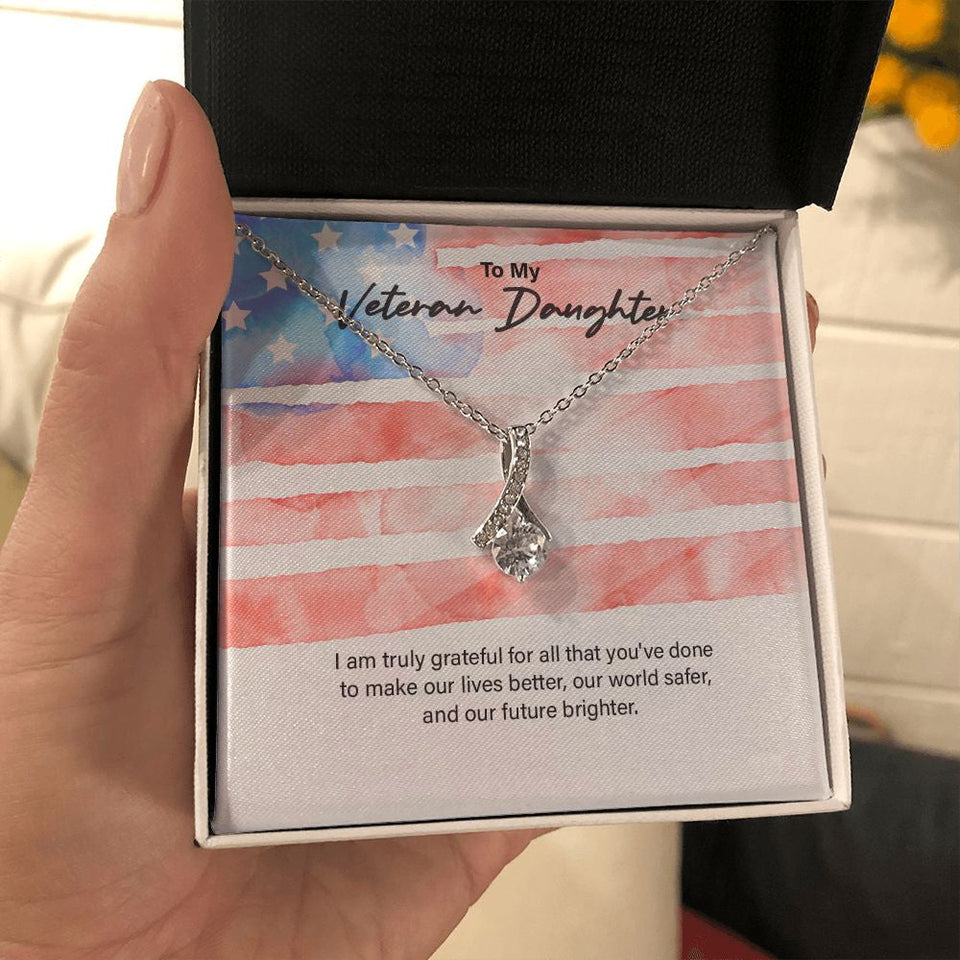 To My
Veteran Daughter
I am truly grateful for all that you've done
to make our lives better, our world safer,
and our future brighter.